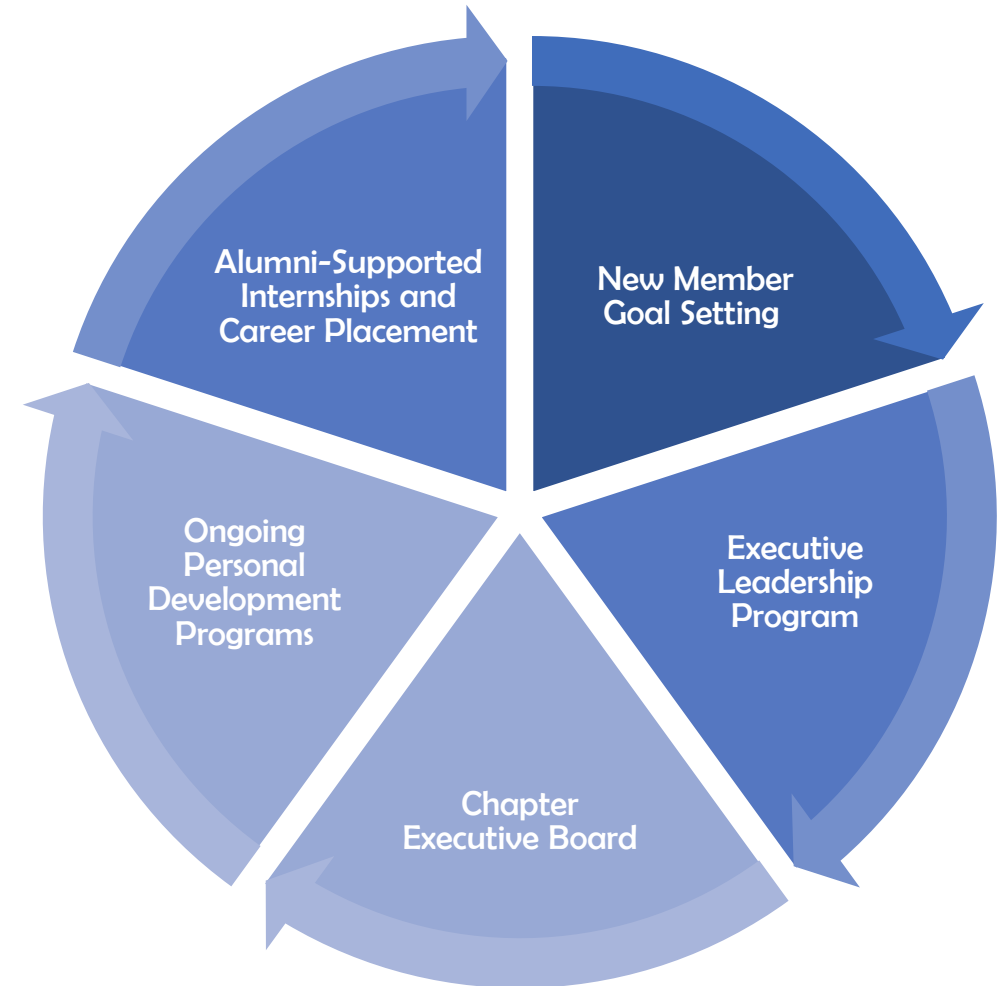 New Member
Goal Setting
Executive
Leadership
Program
Chapter
Executive Board
Ongoing
Personal
Development
Programs
Alumni-Supported
Internships and
Career Placement